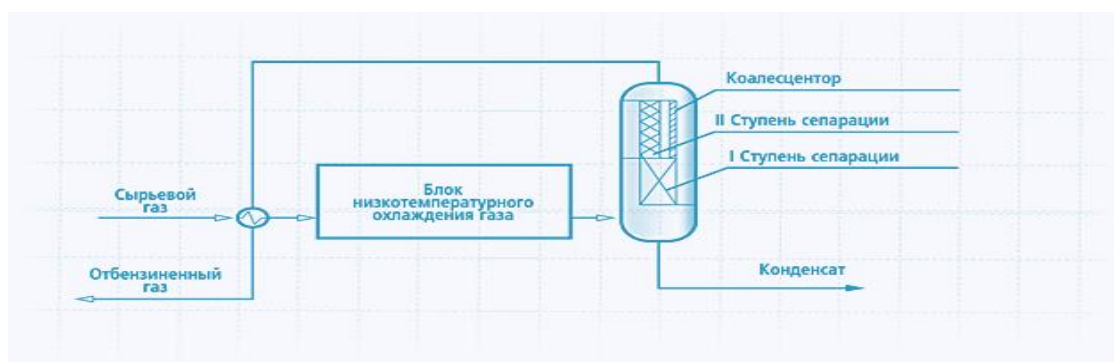 Коалесцентор
II Ступень сепарации
I Ступень сепарации
Блок
низкотемпературного
охлаждения газа
Сырьевой
газ
Отбензиненный
газ
Конденсат